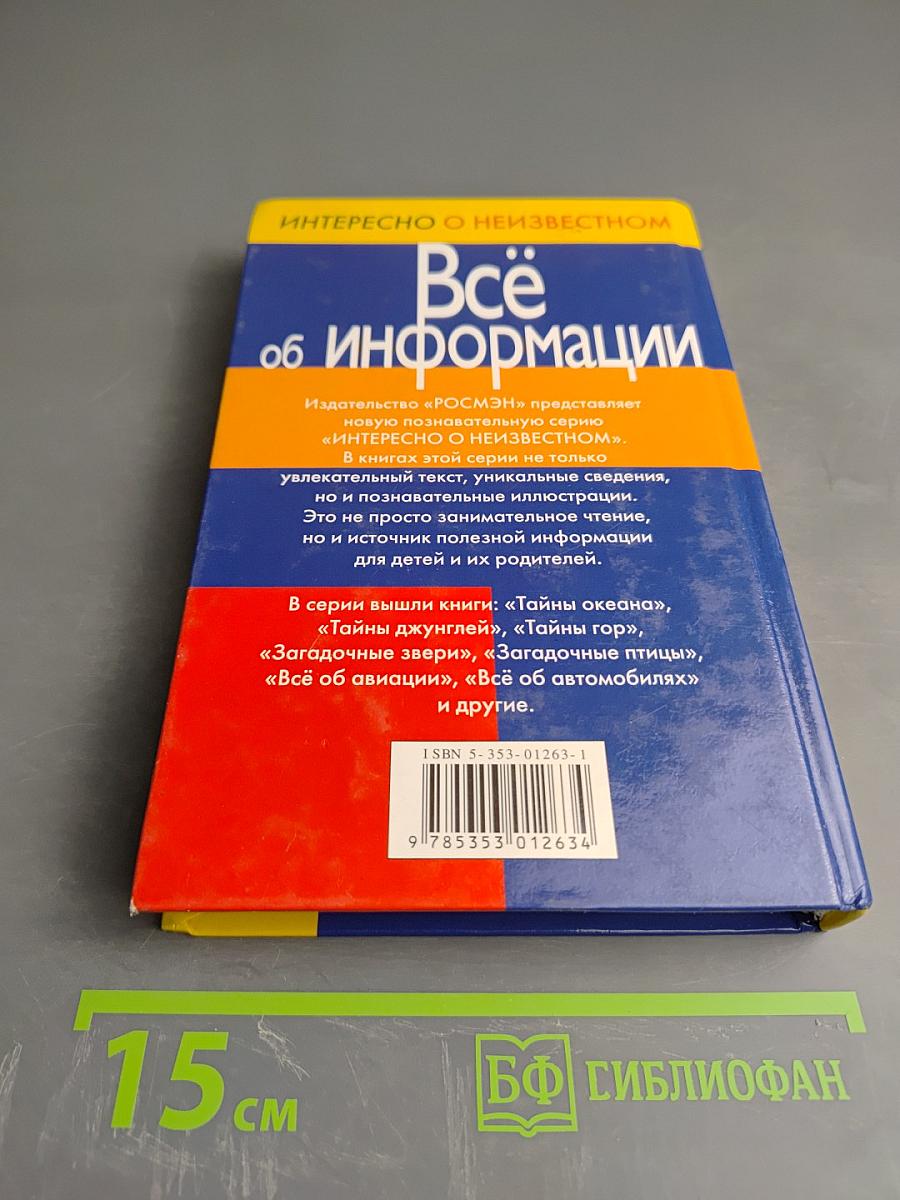 ИНТЕРЕСНО О НЕИЗВЕСТНОМ
Всё
об информации
Издательство «РОСМЭН» представляет
новую познавательную серию
«ИНТЕРЕСНО О НЕИЗВЕСТНОМ».
В книгах этой серии не только
увлекательный текст, уникальные сведения,
но и познавательные иллюстрации.
Это не просто занимательное чтение,
но и источник полезной информации
для детей и их родителей.
В серии вышли книги: «Тайны океана»,
«Тайны джунглей», «Тайны гор»,
«Загадочные звери», «Загадочные птицы»,
«Всё об авиации», «Всё об автомобилях»
и другие.
ISBN 5-353-01263-1
9 785353 012634
15 см
БФ СИБЛИОФАН